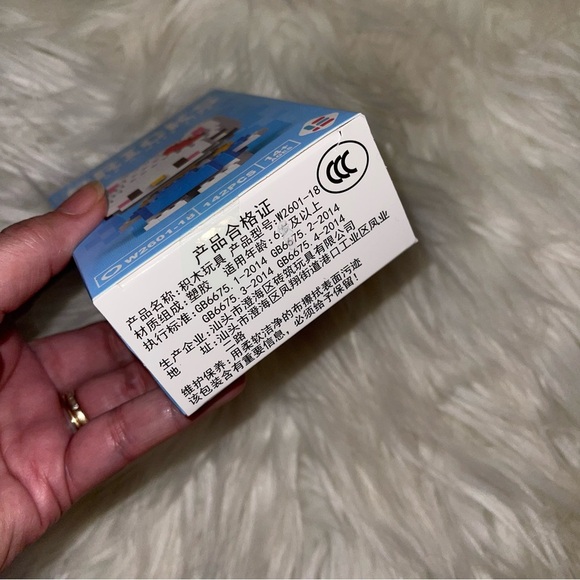 W2601-18
142PCS
14+
CCC
产品合格证
产品名称: 积木玩具 产品型号: W2601-18
材质组成: 塑胶 适用年龄: 6岁及以上
执行标准: GB6675.1-2014 GB6675.2-2014
GB6675.3-2014 GB6675.4-2014
生产企业: 汕头市澄海区砖筑玩具有限公司
地 址: 汕头市澄海区凤翔街道港口工业区凤业
一路
维护保养: 用柔软洁净的布擦拭表面污迹
该包装含有重要信息, 必须给予保留!